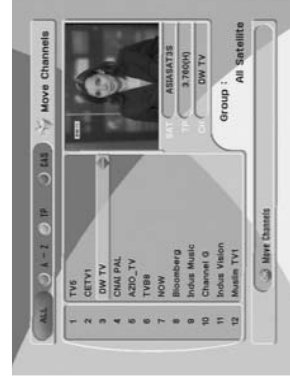 Move Channels
ALL A - Z TP CAS
1 TV5
2 CETV1
3 DW TV
4 CNAI PAL
5 AZIO_TV
6 TVB8
7 NOW
8 Bloomberg
9 Indus Music
10 Channel G
11 Indus Vision
12 Muslim TV1
SAT ASIASAT3S
TP 3.760(H)
CH DW TV
Group :
All Satellite
Move Channels